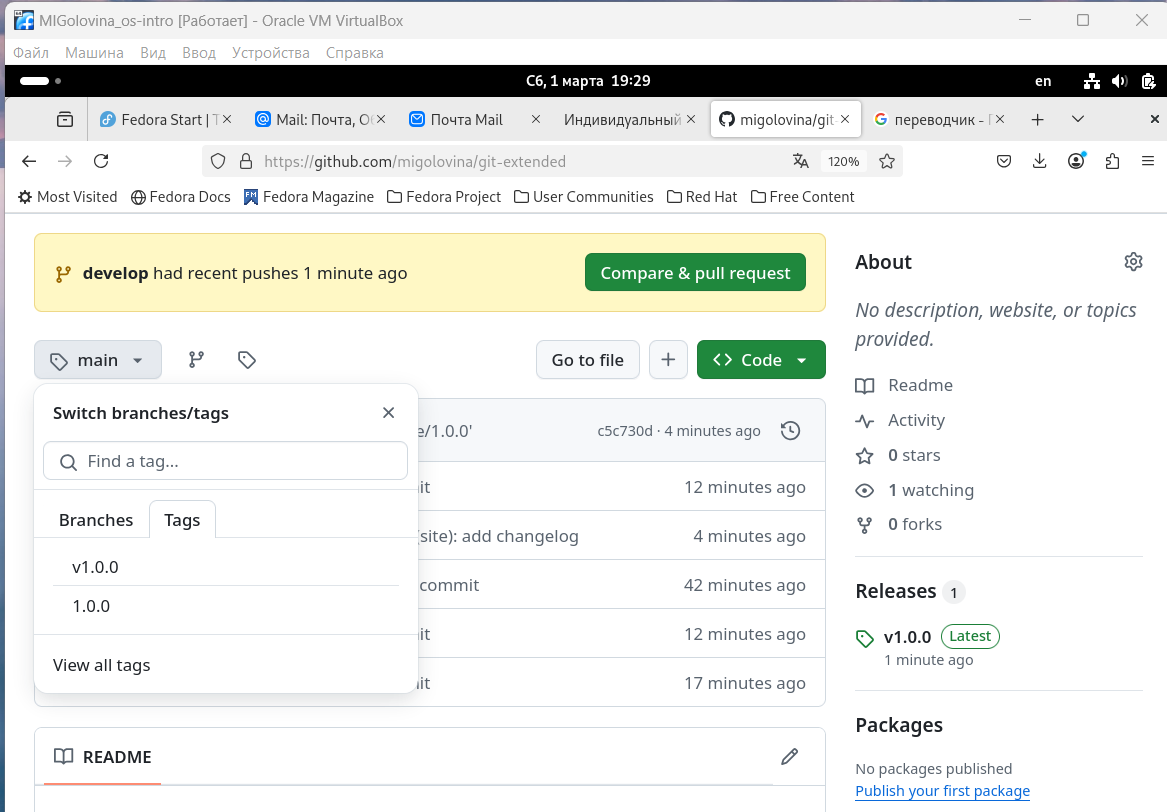 MIGolovina_os-intro [Работает] - Oracle VM VirtualBox
Файл Машина Вид Ввод Устройства Справка
Сб, 1 марта 19:29 en
Fedora Start | Mail: Почта, Почта Mail Индивидуальный migolovina/git- переводчик -
https://github.com/migolovina/git-extended 120%
Most Visited Fedora Docs Fedora Magazine Fedora Project User Communities Red Hat Free Content
develop had recent pushes 1 minute ago Compare & pull request
main Go to file Code
Switch branches/tags
Find a tag...
Branches Tags
v1.0.0
1.0.0
View all tags
e/1.0.0' c5c730d · 4 minutes ago
it 12 minutes ago
(site): add changelog 4 minutes ago
commit 42 minutes ago
it 12 minutes ago
it 17 minutes ago
README
About
No description, website, or topics
provided.
Readme
Activity
0 stars
1 watching
0 forks
Releases 1
v1.0.0 Latest
1 minute ago
Packages
No packages published
Publish your first package